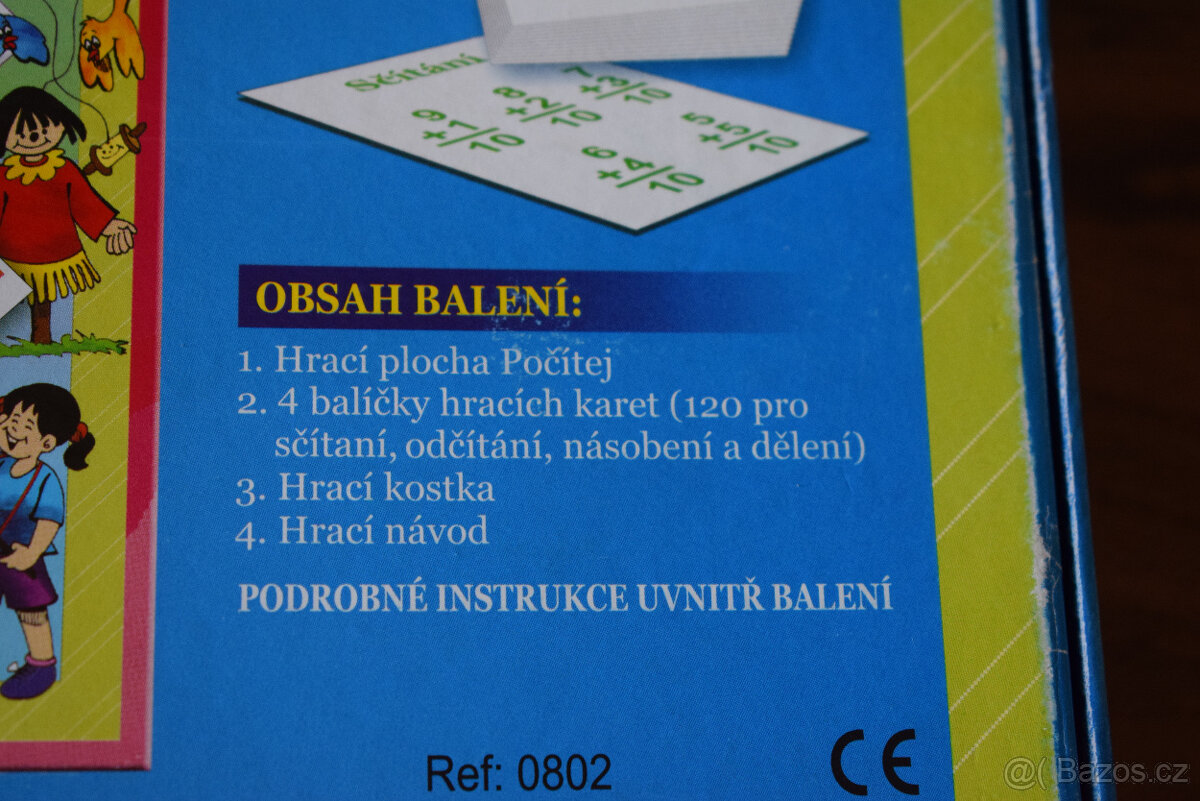 Sčítání
9
+1
10
8
+2
10
7
+3
10
6
+4
10
5
+5
10
OBSAH BALENÍ:
1. Hrací plocha Počítej
2. 4 balíčky hracích karet (120 pro
sčítaní, odčítání, násobení a dělení)
3. Hrací kostka
4. Hrací návod
PODROBNÉ INSTRUKCE UVNITŘ BALENÍ
Ref: 0802
CE
@( Bazos.cz